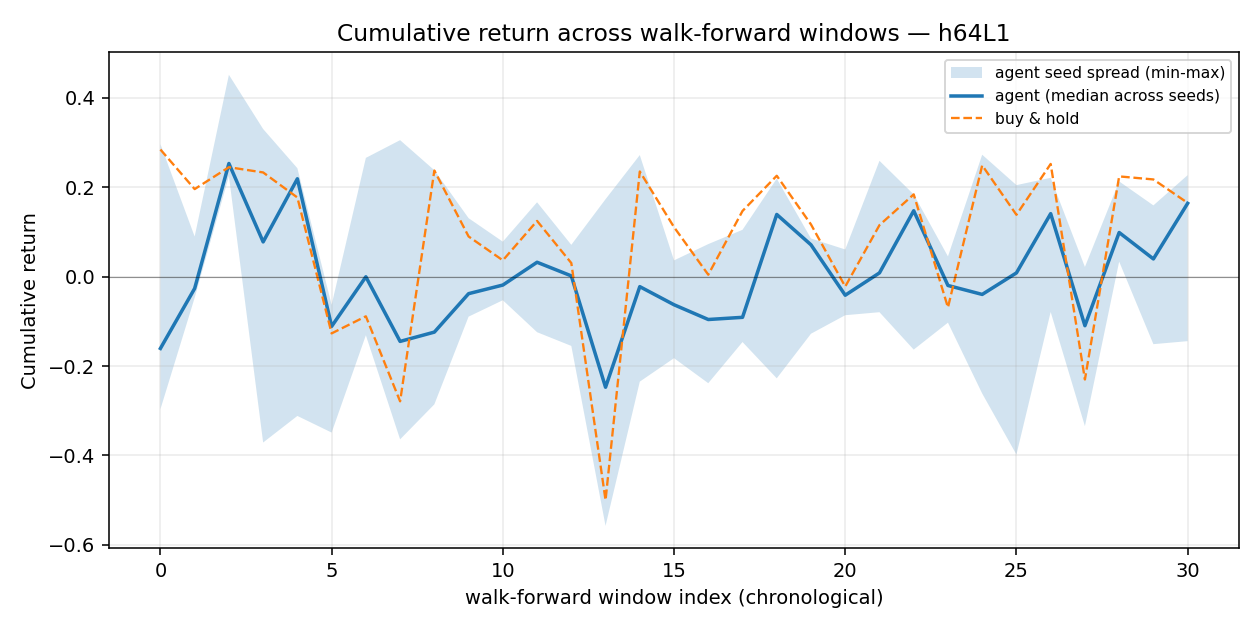 Cumulative return across walk-forward windows — h64L1
agent seed spread (min-max)
agent (median across seeds)
buy & hold
Cumulative return
0.4
0.2
0.0
−0.2
−0.4
−0.6
0 5 10 15 20 25 30
walk-forward window index (chronological)